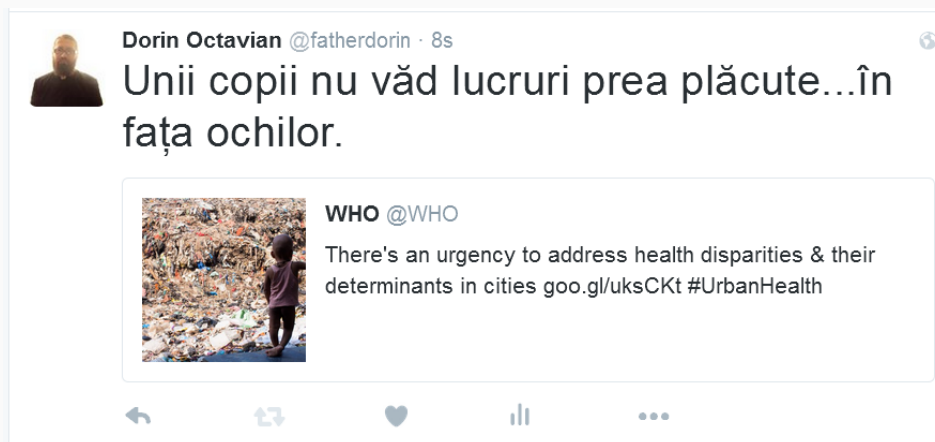 Dorin Octavian @fatherdorin · 8s
Unii copii nu văd lucruri prea plăcute...în
fața ochilor.
WHO @WHO
There's an urgency to address health disparities & their
determinants in cities goo.gl/uksCKt #UrbanHealth